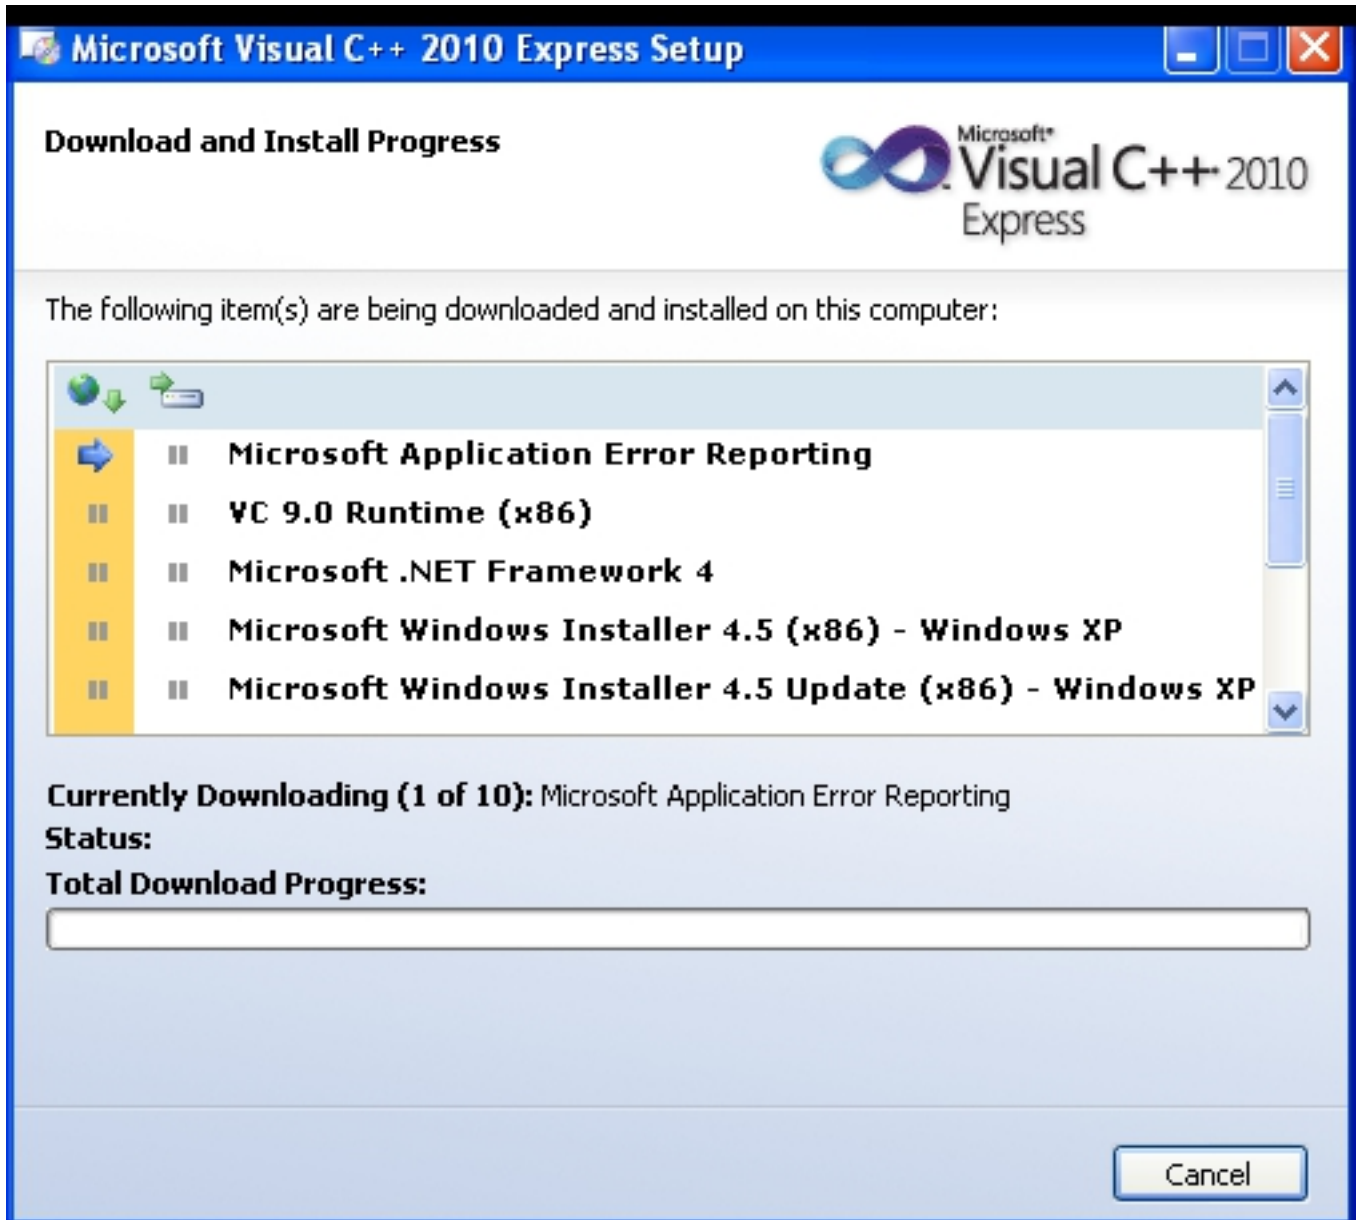 Microsoft Visual C++ 2010 Express Setup
Download and Install Progress
Microsoft®
Visual C++ 2010
Express
The following item(s) are being downloaded and installed on this computer:
Microsoft Application Error Reporting
VC 9.0 Runtime (x86)
Microsoft .NET Framework 4
Microsoft Windows Installer 4.5 (x86) - Windows XP
Microsoft Windows Installer 4.5 Update (x86) - Windows XP
Currently Downloading (1 of 10): Microsoft Application Error Reporting
Status:
Total Download Progress:
Cancel